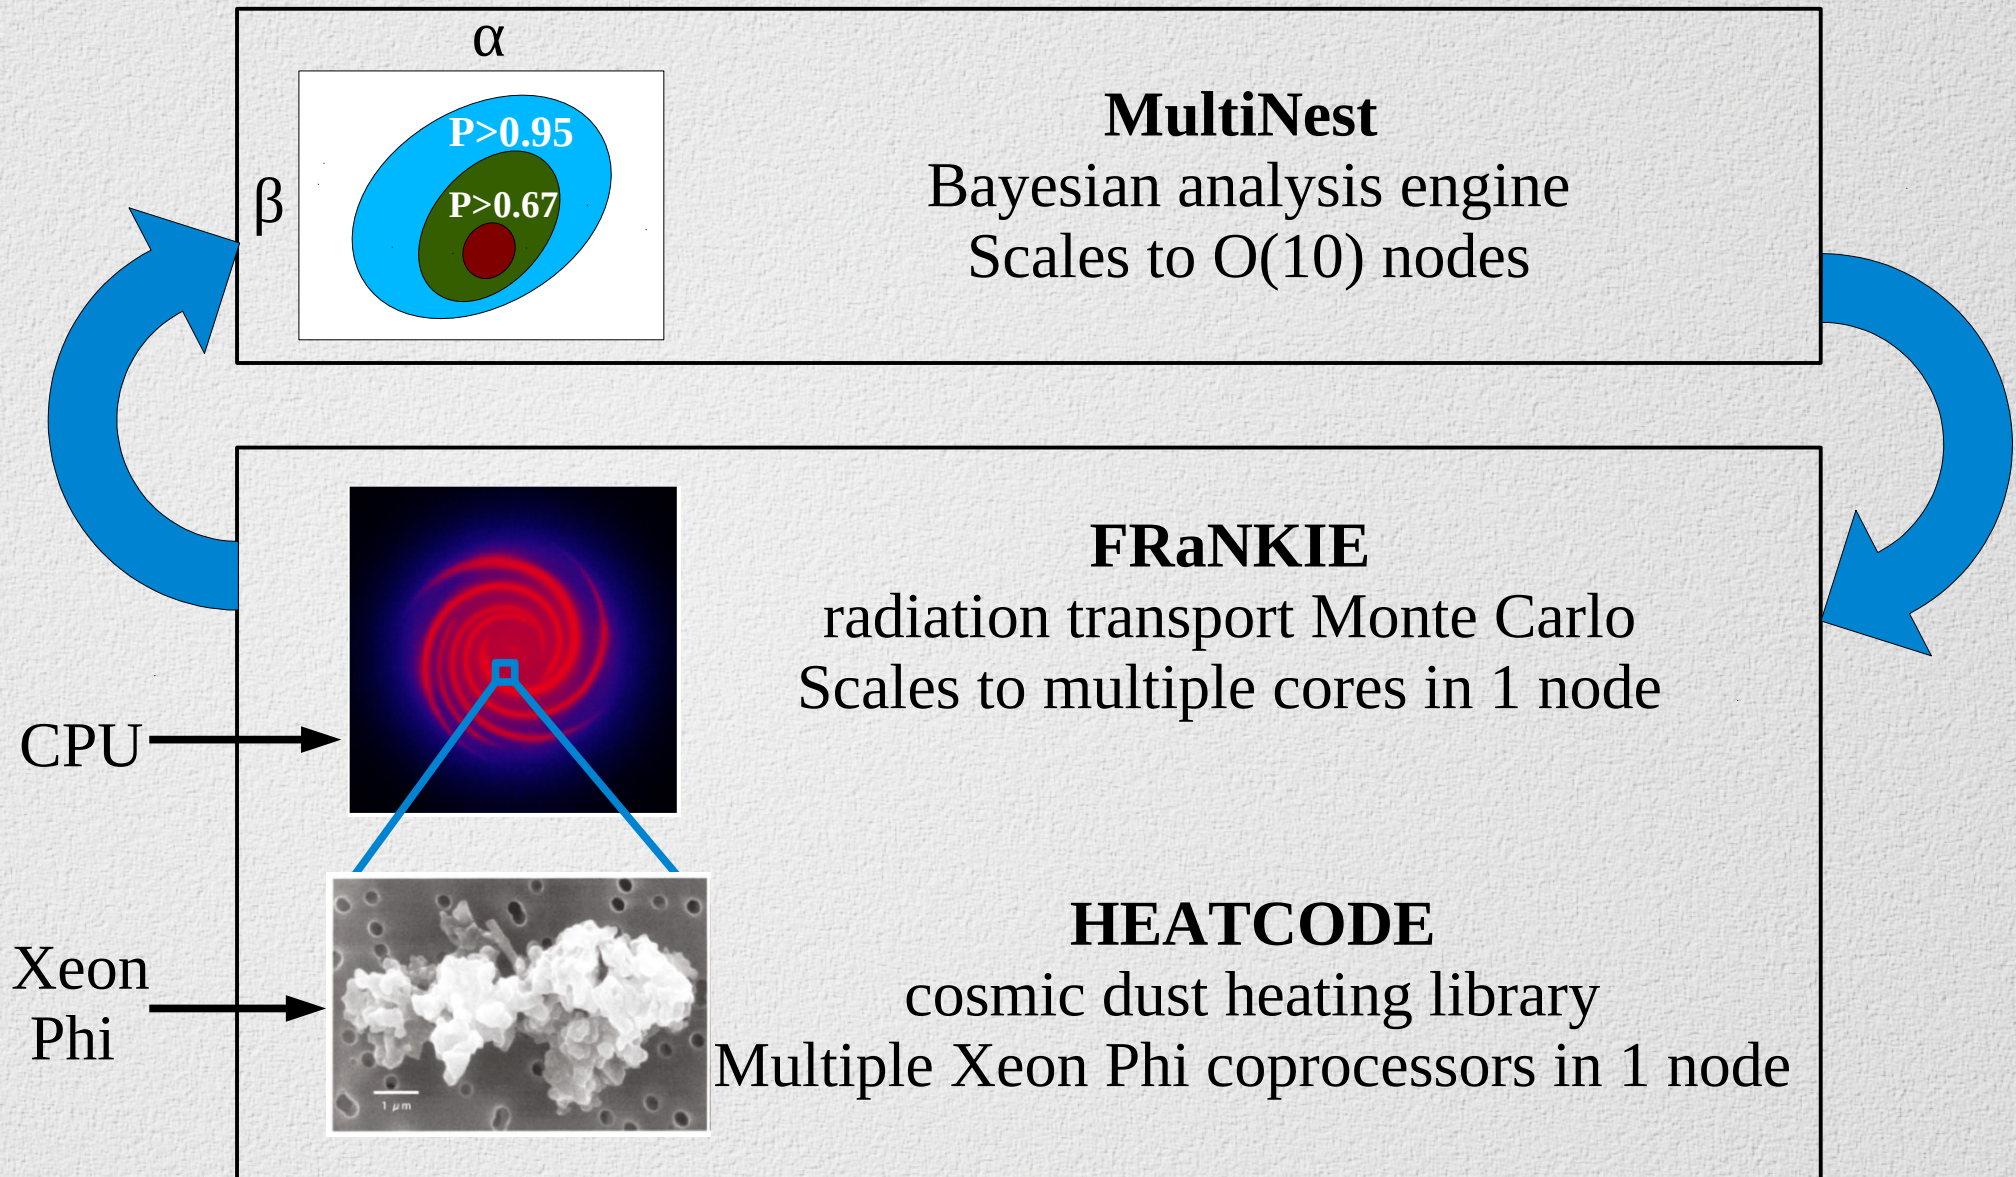 α
P>0.95
β
P>0.67
MultiNest
Bayesian analysis engine
Scales to O(10) nodes
FRaNKIE
radiation transport Monte Carlo
Scales to multiple cores in 1 node
CPU
Xeon
Phi
1 μm
HEATCODE
cosmic dust heating library
Multiple Xeon Phi coprocessors in 1 node